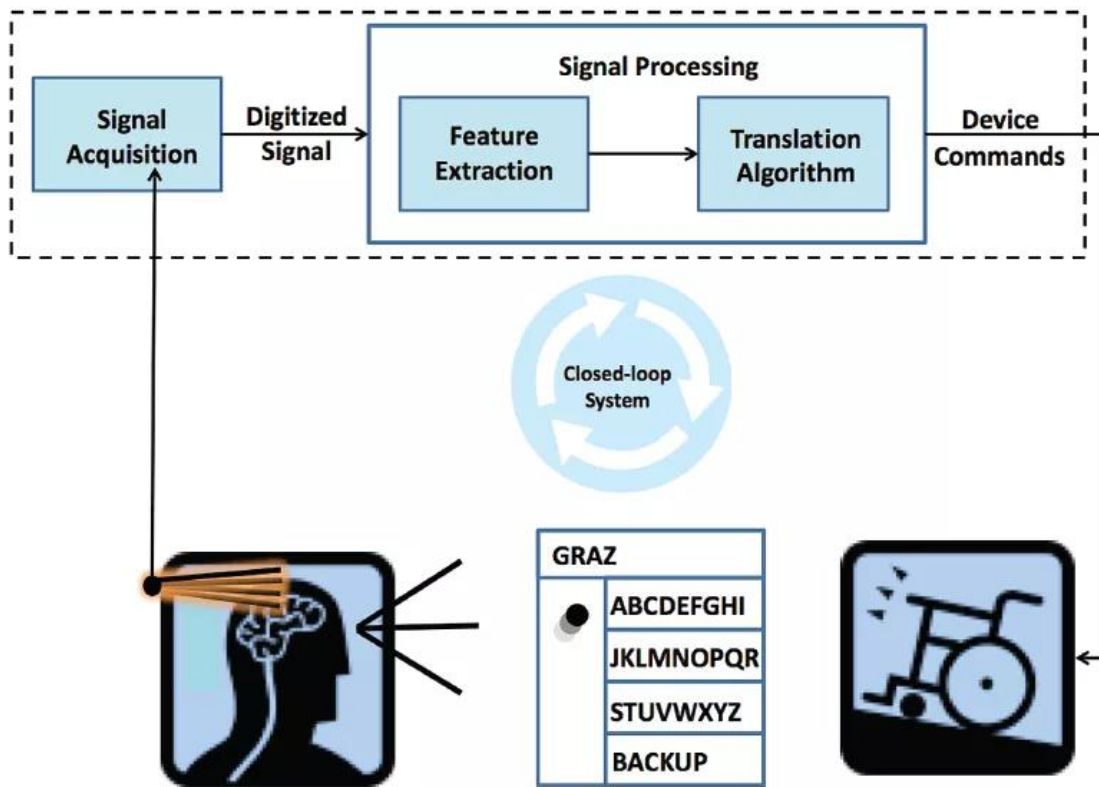 Signal Processing
Signal
Acquisition
Digitized
Signal
Feature
Extraction
Translation
Algorithm
Device
Commands
Closed-loop
System
GRAZ
ABCDEFGHI
JKLMNOPQR
STUVWXYZ
BACKUP